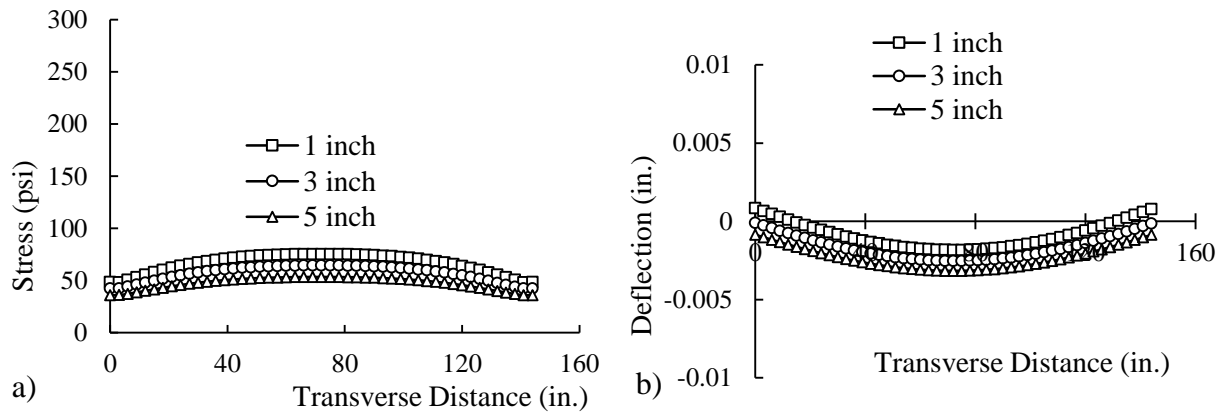 300
250
200
150
100
50
0
Stress (psi)
1 inch
3 inch
5 inch
0 40 80 120 160
Transverse Distance (in.)
a)
1 inch
3 inch
5 inch
0.01
0.005
0
-0.005
-0.01
Deflection (in.)
0 160
Transverse Distance (in.)
b)